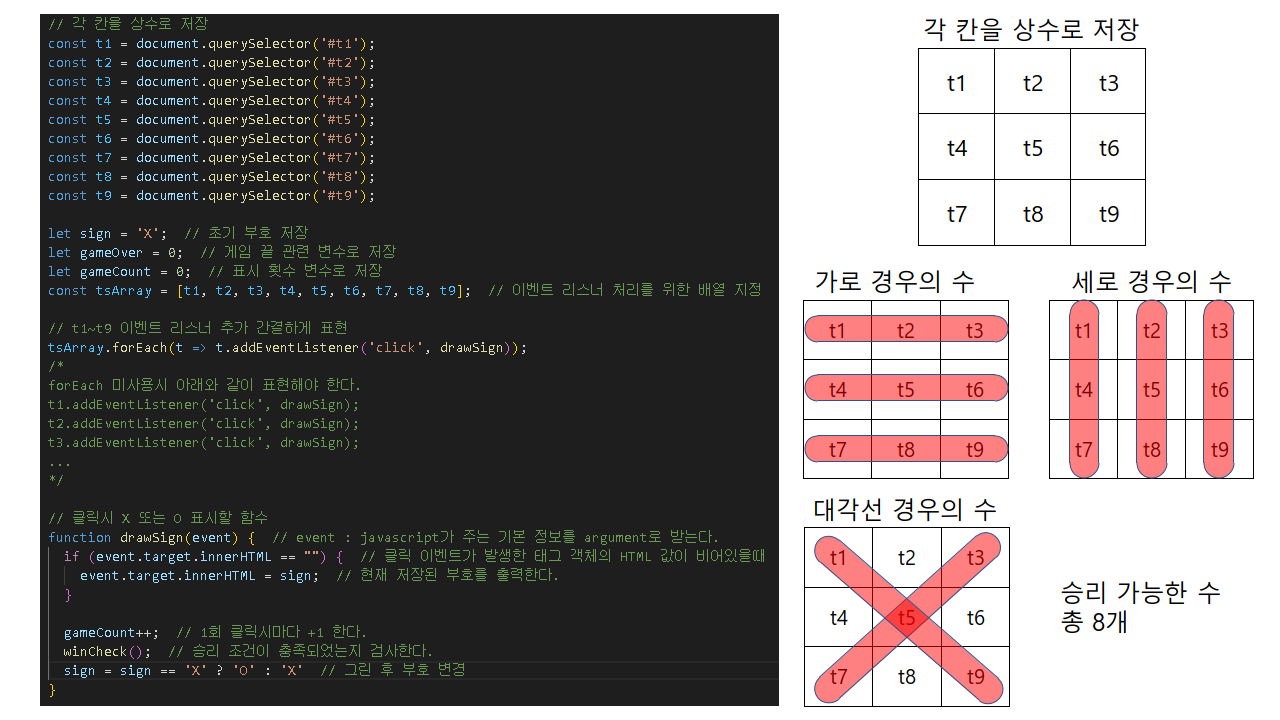 // 각 칸을 상수로 저장
const t1 = document.querySelector('#t1');
const t2 = document.querySelector('#t2');
const t3 = document.querySelector('#t3');
const t4 = document.querySelector('#t4');
const t5 = document.querySelector('#t5');
const t6 = document.querySelector('#t6');
const t7 = document.querySelector('#t7');
const t8 = document.querySelector('#t8');
const t9 = document.querySelector('#t9');
let sign = 'X';  // 초기 부호 저장
let gameOver = 0;  // 게임 끝 관련 변수로 저장
let gameCount = 0;  // 표시 횟수 변수로 저장
const tsArray = [t1, t2, t3, t4, t5, t6, t7, t8, t9];  // 이벤트 리스너 처리를 위한 배열 지정
// t1~t9 이벤트 리스너 추가 간결하게 표현
tsArray.forEach(t => t.addEventListener('click', drawSign));
/*
forEach 미사용시 아래와 같이 표현해야 한다.
t1.addEventListener('click', drawSign);
t2.addEventListener('click', drawSign);
t3.addEventListener('click', drawSign);
...
*/
// 클릭시 X 또는 O 표시할 함수
function drawSign(event) {  // event : javascript가 주는 기본 정보를 argument로 받는다.
  if (event.target.innerHTML == "") {  // 클릭 이벤트가 발생한 태그 객체의 HTML 값이 비어있을때
    event.target.innerHTML = sign;  // 현재 저장된 부호를 출력한다.
  }
  gameCount++;  // 1회 클릭시마다 +1 한다.
  winCheck();  // 승리 조건이 충족되었는지 검사한다.
  sign = sign == 'X' ? 'O' : 'X'  // 그린 후 부호 변경
}
각 칸을 상수로 저장
t1 t2 t3
t4 t5 t6
t7 t8 t9
가로 경우의 수
t1 t2 t3
t4 t5 t6
t7 t8 t9
세로 경우의 수
t1 t2 t3
t4 t5 t6
t7 t8 t9
대각선 경우의 수
t1 t2 t3
t4 t5 t6
t7 t8 t9
승리 가능한 수
총 8개